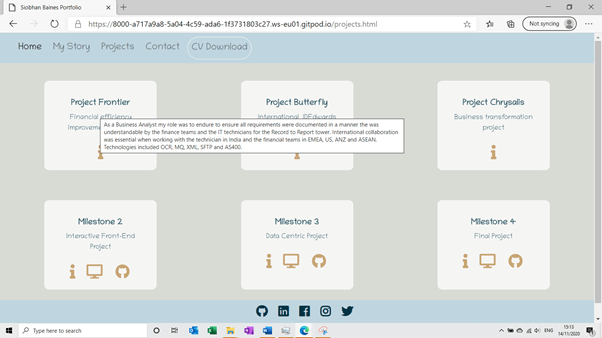 Siobhan Baines Portfolio
https://8000-a717a9a8-5a04-4c59-ada6-1f3731803c27.ws-eu01.gitpod.io/projects.html
Not syncing
Home My Story Projects Contact CV Download
Project Frontier
Financial efficiency
Project Butterfly
International JDEdwards
Project Chrysalis
Business transformation
project
As a Business Analyst my role was to endure to ensure all requirements were documented in a manner the was
understandable by the finance teams and the IT technicians for the Record to Report tower. International collaboration
was essential when working with the technician in India and the financial teams in EMEA, US, ANZ and ASEAN.
Technologies included OCR, MQ, XML, SFTP and AS400.
Milestone 2
Interactive Front-End
Project
Milestone 3
Data Centric Project
Milestone 4
Final Project
Type here to search
ENG
15:13
14/11/2020